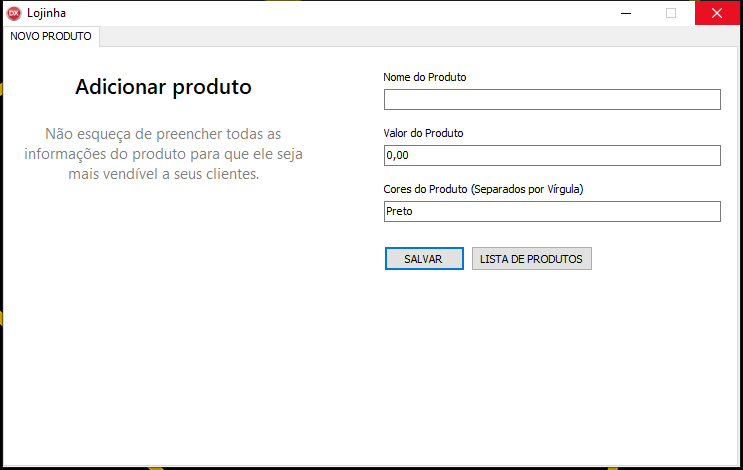 DX Lojinha
NOVO PRODUTO
Adicionar produto
Não esqueça de preencher todas as
informações do produto para que ele seja
mais vendível a seus clientes.
Nome do Produto
Valor do Produto
0,00
Cores do Produto (Separados por Vírgula)
Preto
SALVAR
LISTA DE PRODUTOS